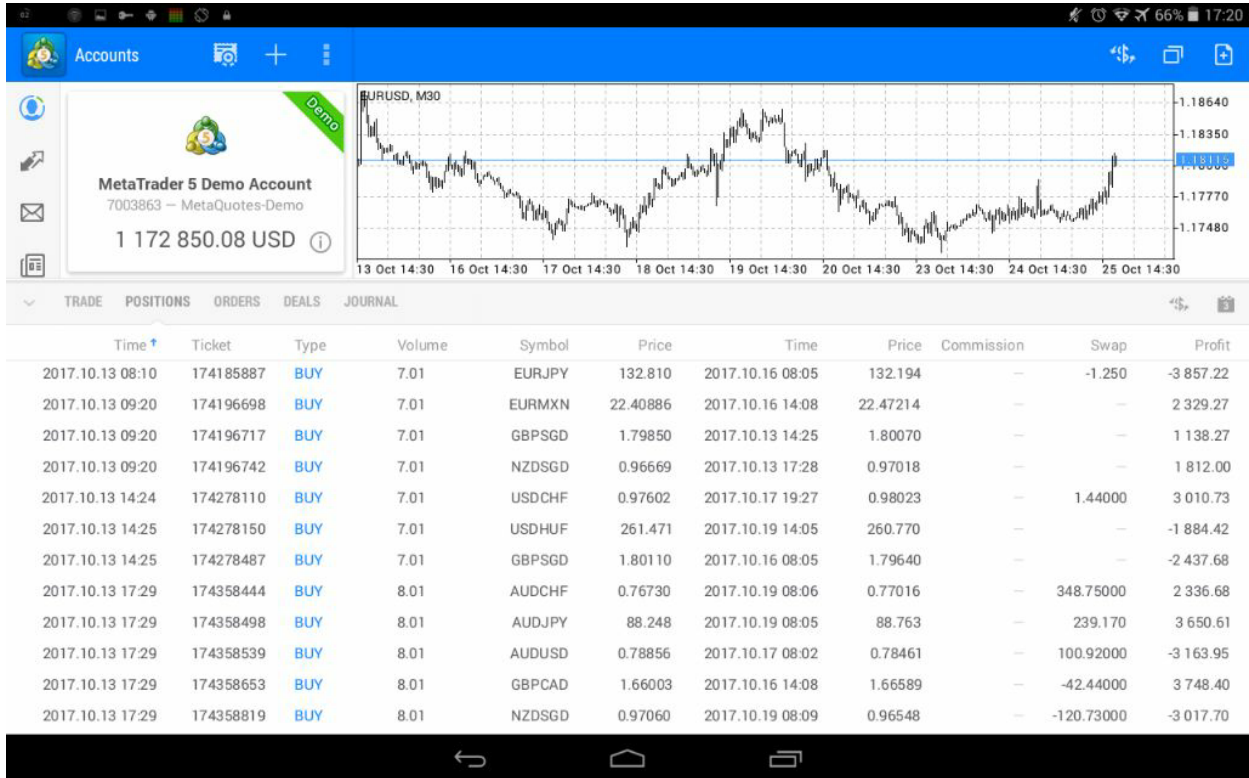 66% 17:20
Accounts
Demo
MetaTrader 5 Demo Account
7003863 — MetaQuotes-Demo
1 172 850.08 USD
EURUSD, M30
1.18640
1.18350
1.18115
1.17770
1.17480
13 Oct 14:30 16 Oct 14:30 17 Oct 14:30 18 Oct 14:30 19 Oct 14:30 20 Oct 14:30 23 Oct 14:30 24 Oct 14:30 25 Oct 14:30
TRADE POSITIONS ORDERS DEALS JOURNAL
Time Ticket Type Volume Symbol Price Time Price Commission Swap Profit
2017.10.13 08:10 174185887 BUY 7.01 EURJPY 132.810 2017.10.16 08:05 132.194 — -1.250 -3 857.22
2017.10.13 09:20 174196698 BUY 7.01 EURMXN 22.40886 2017.10.16 14:08 22.47214 — — 2 329.27
2017.10.13 09:20 174196717 BUY 7.01 GBPSGD 1.79850 2017.10.13 14:25 1.80070 — — 1 138.27
2017.10.13 09:20 174196742 BUY 7.01 NZDSGD 0.96669 2017.10.13 17:28 0.97018 — — 1 812.00
2017.10.13 14:24 174278110 BUY 7.01 USDCHF 0.97602 2017.10.17 19:27 0.98023 — 1.44000 3 010.73
2017.10.13 14:25 174278150 BUY 7.01 USDHUF 261.471 2017.10.19 14:05 260.770 — — -1 884.42
2017.10.13 14:25 174278487 BUY 7.01 GBPSGD 1.80110 2017.10.16 08:05 1.79640 — — -2 437.68
2017.10.13 17:29 174358444 BUY 8.01 AUDCHF 0.76730 2017.10.19 08:06 0.77016 — 348.75000 2 336.68
2017.10.13 17:29 174358498 BUY 8.01 AUDJPY 88.248 2017.10.19 08:05 88.763 — 239.170 3 650.61
2017.10.13 17:29 174358539 BUY 8.01 AUDUSD 0.78856 2017.10.17 08:02 0.78461 — 100.92000 -3 163.95
2017.10.13 17:29 174358653 BUY 8.01 GBPCAD 1.66003 2017.10.16 14:08 1.66589 — -42.44000 3 748.40
2017.10.13 17:29 174358819 BUY 8.01 NZDSGD 0.97060 2017.10.19 08:09 0.96548 — -120.73000 -3 017.70